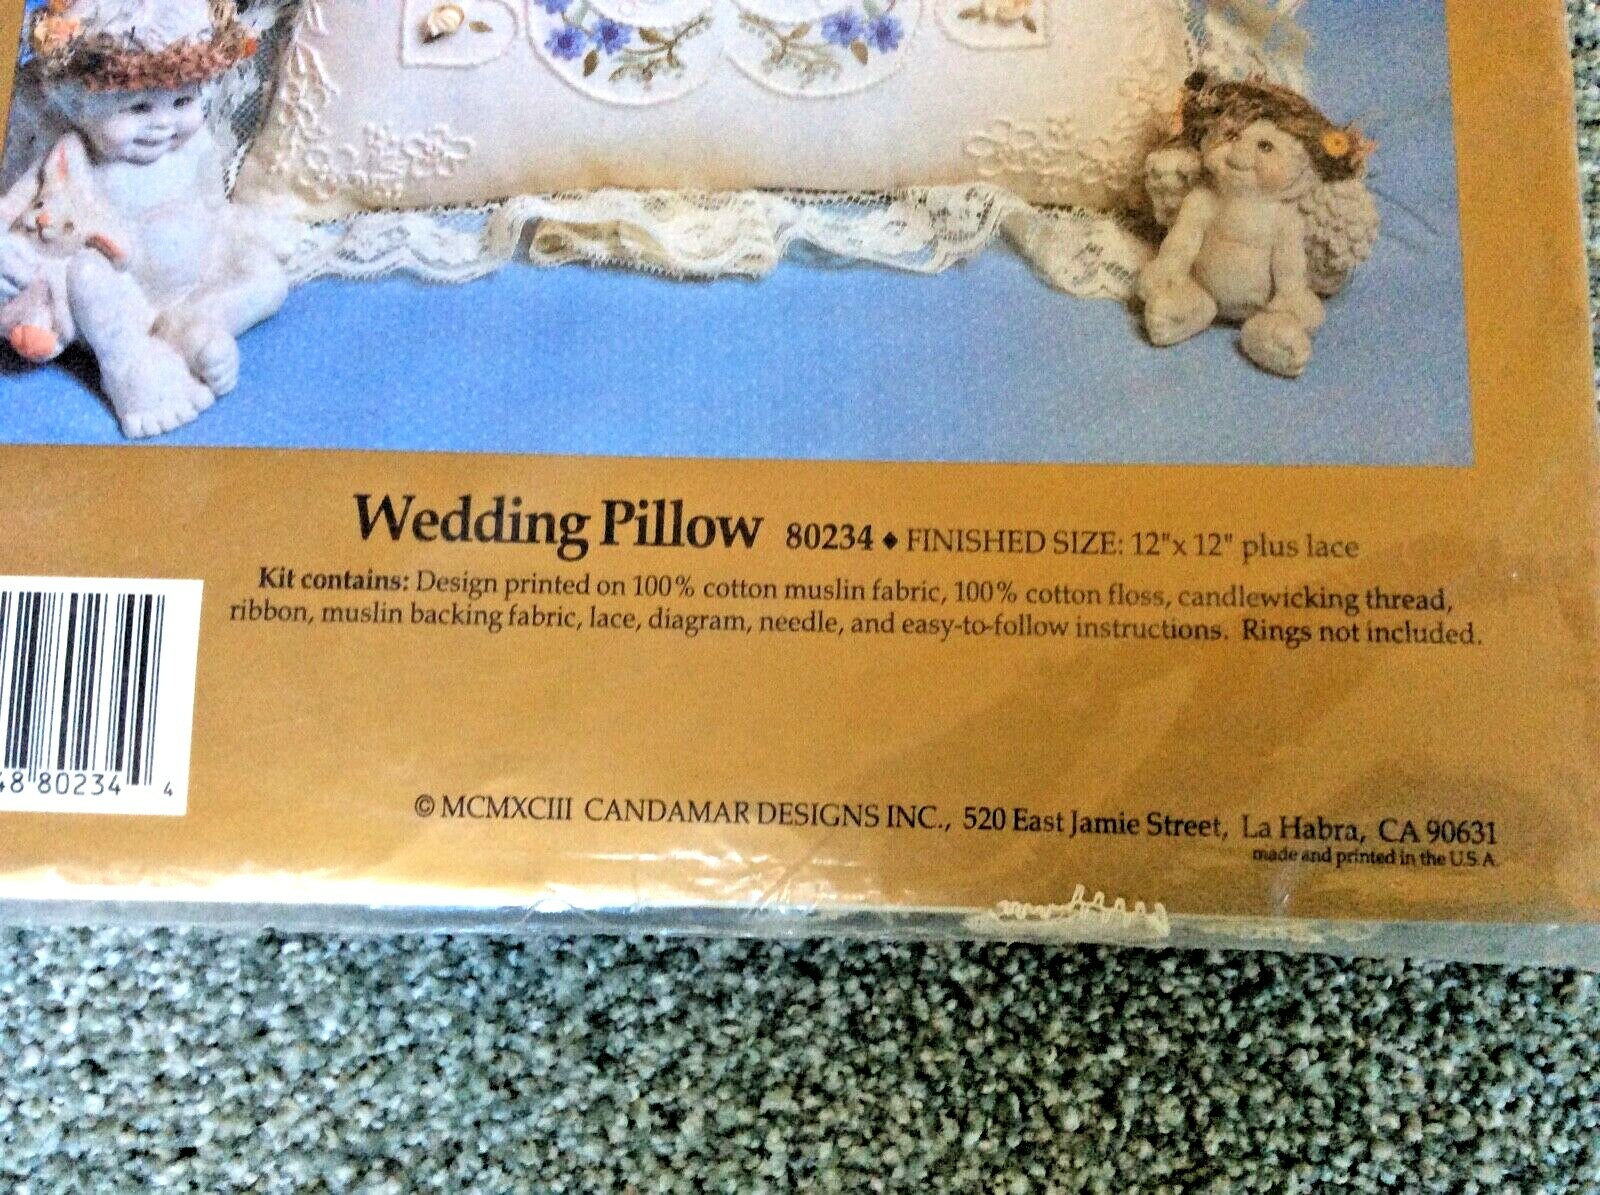 Wedding Pillow 80234 ◆ FINISHED SIZE: 12"x 12" plus lace
Kit contains: Design printed on 100% cotton muslin fabric, 100% cotton floss, candlewicking thread,
ribbon, muslin backing fabric, lace, diagram, needle, and easy-to-follow instructions. Rings not included.
48 80234 4
© MCMXCIII CANDAMAR DESIGNS INC., 520 East Jamie Street, La Habra, CA 90631
made and printed in the U.S.A.